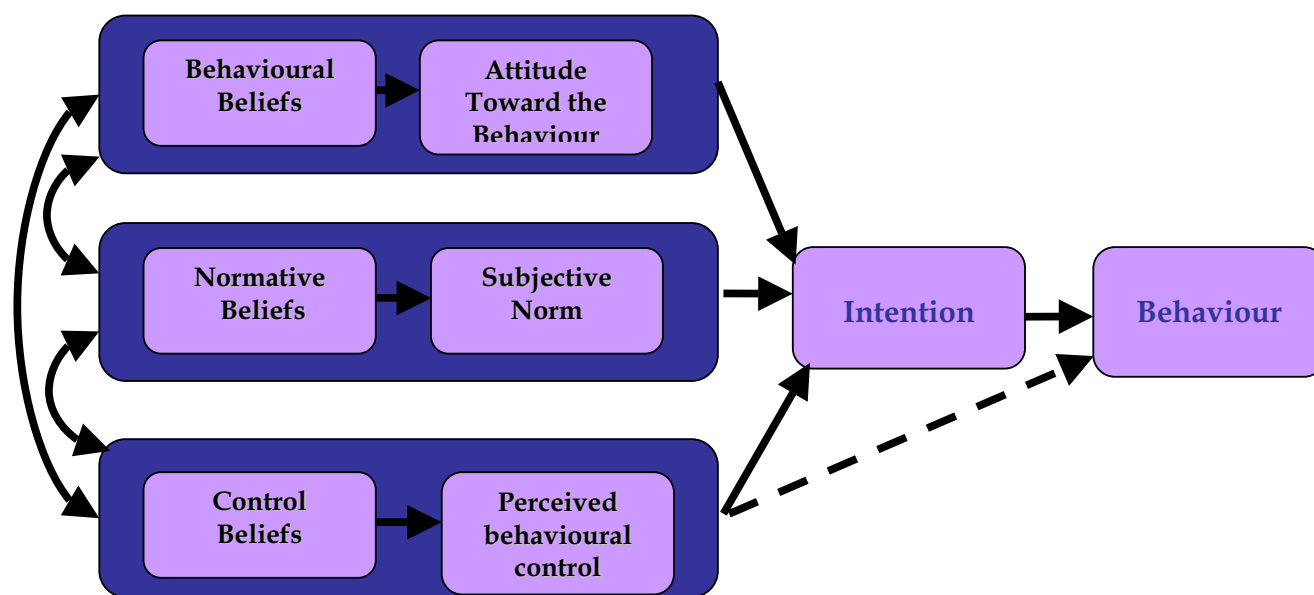 Behavioural
Beliefs
Attitude
Toward the
Behaviour
Normative
Beliefs
Subjective
Norm
Intention
Behaviour
Control
Beliefs
Perceived
behavioural
control